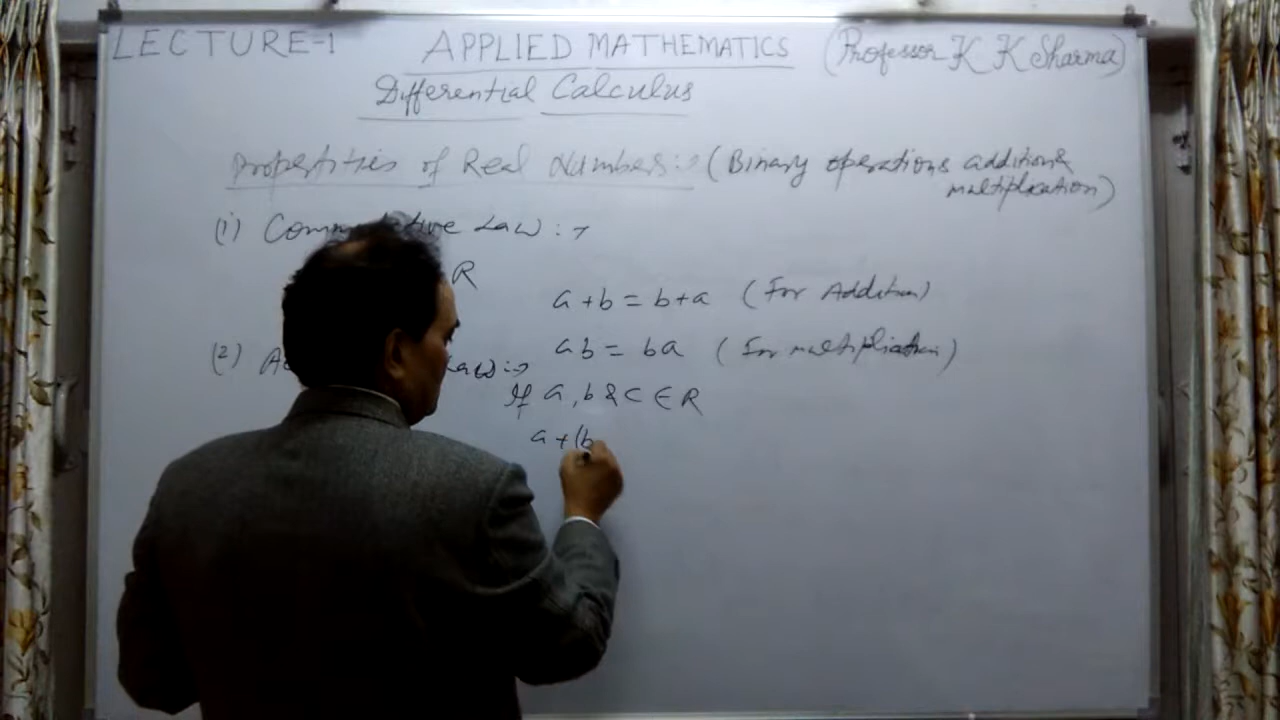 LECTURE-1 APPLIED MATHEMATICS (Professor K K Sharma)
Differential Calculus
Properties of Real Numbers :→ (Binary operations addition &
multiplication)
(i) Commutative Law :→
R
a + b = b + a (For Addition)
ab = ba (For multiplication)
(2) Law :→
If a, b & c ∈ R
a + (b